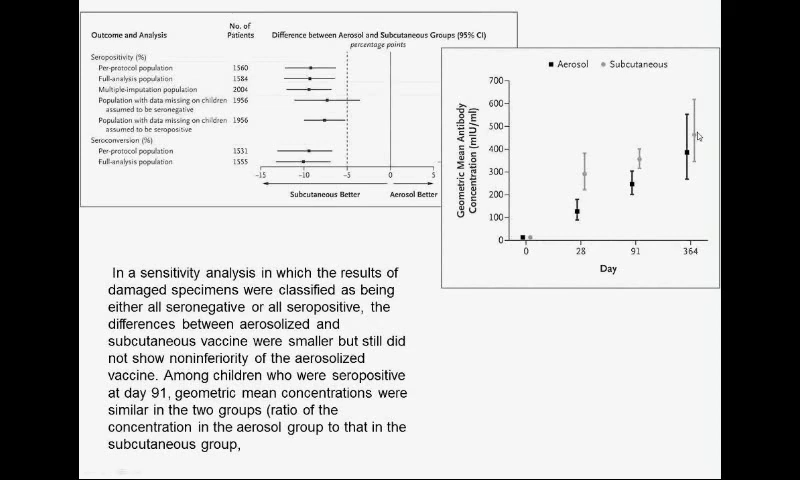 Outcome and Analysis
No. of
Patients
Difference between Aerosol and Subcutaneous Groups (95% CI)
percentage points
Seropositivity (%)
Per-protocol population 1560
Full-analysis population 1584
Multiple-imputation population 2004
Population with data missing on children 1956
assumed to be seronegative
Population with data missing on children 1956
assumed to be seropositive
Seroconversion (%)
Per-protocol population 1531
Full-analysis population 1555
−15 −10 −5 0 5
Subcutaneous Better Aerosol Better
Aerosol Subcutaneous
Geometric Mean Antibody
Concentration (mIU/ml)
700
600
500
400
300
200
100
0
0 28 91 364
Day
In a sensitivity analysis in which the results of
damaged specimens were classified as being
either all seronegative or all seropositive, the
differences between aerosolized and
subcutaneous vaccine were smaller but still did
not show noninferiority of the aerosolized
vaccine. Among children who were seropositive
at day 91, geometric mean concentrations were
similar in the two groups (ratio of the
concentration in the aerosol group to that in the
subcutaneous group,